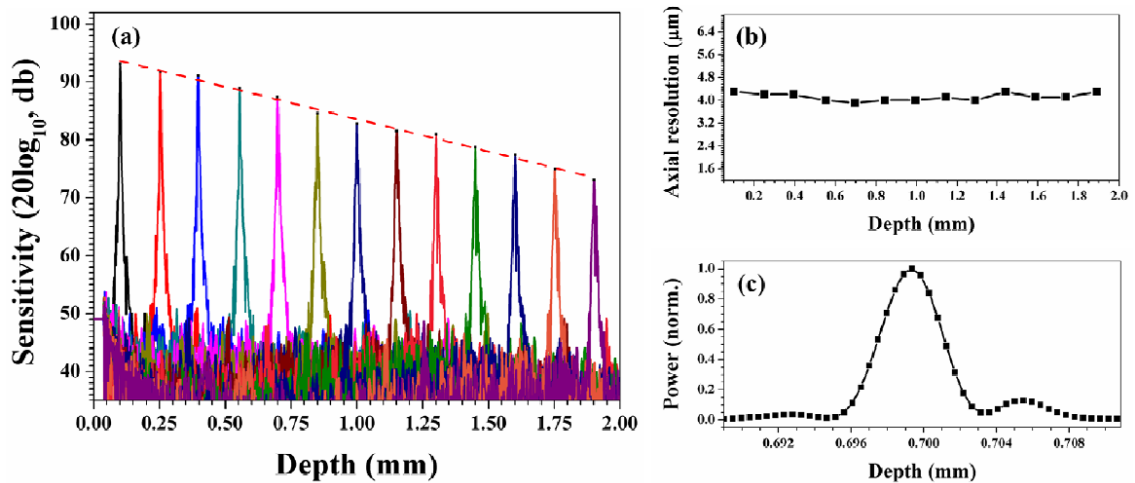 (a)
Sensitivity (20log10, db)
100
90
80
70
60
50
40
0.00 0.25 0.50 0.75 1.00 1.25 1.50 1.75 2.00
Depth (mm)
(b)
Axial resolution (μm)
6.4
5.6
4.8
4.0
3.2
2.4
1.6
0.2 0.4 0.6 0.8 1.0 1.2 1.4 1.6 1.8 2.0
Depth (mm)
(c)
Power (norm.)
1.0
0.8
0.6
0.4
0.2
0.0
0.692 0.696 0.700 0.704 0.708
Depth (mm)